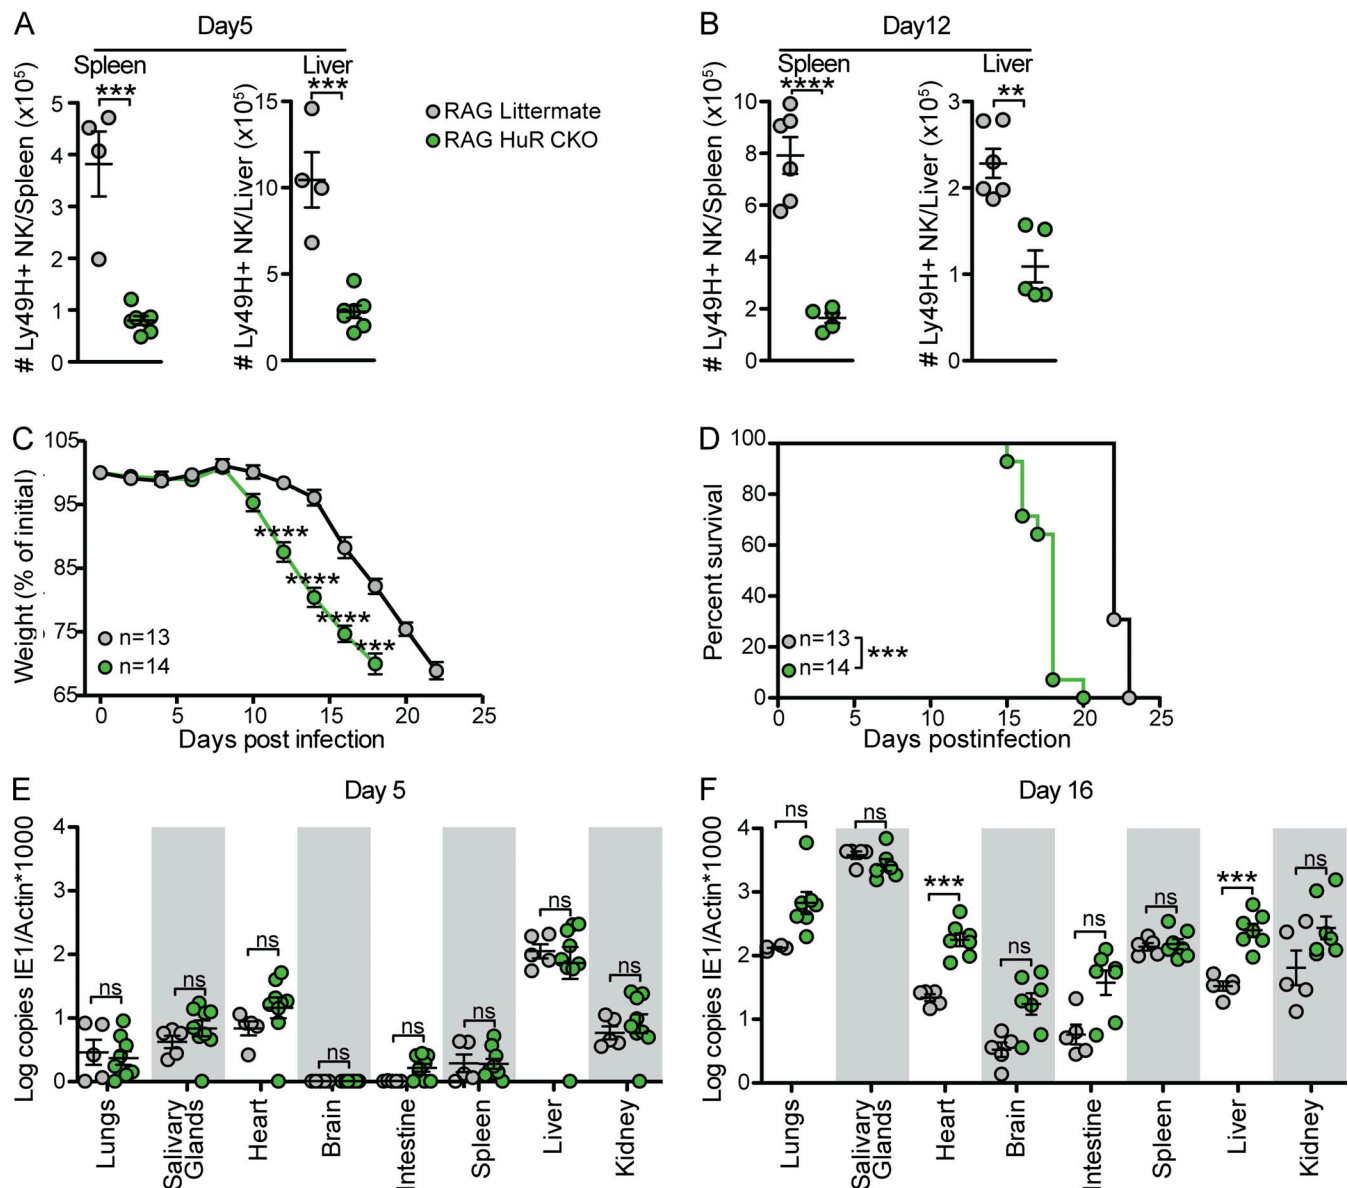 A
Day5
Spleen
Liver
***
***
# Ly49H+ NK/Spleen (x10⁵)
5
4
3
2
1
0
# Ly49H+ NK/Liver (x10⁵)
15
10
5
0
RAG Littermate
RAG HuR CKO
B
Day12
Spleen
Liver
****
**
# Ly49H+ NK/Spleen (x10⁵)
10
8
6
4
2
0
# Ly49H+ NK/Liver (x10⁵)
3
2
1
0
C
Weight (% of initial)
105
95
85
75
65
****
****
****
***
n=13
n=14
0 5 10 15 20 25
Days post infection
D
Percent survival
100
80
60
40
20
0
n=13
n=14
***
0 5 10 15 20 25
Days postinfection
E
Day 5
Log copies IE1/Actin*1000
4
3
2
1
0
ns ns ns ns ns ns ns ns
Lungs
Salivary
Glands
Heart
Brain
Intestine
Spleen
Liver
Kidney
F
Day 16
Log copies IE1/Actin*1000
4
3
2
1
0
ns ns *** ns ns ns *** ns
Lungs
Salivary
Glands
Heart
Brain
Intestine
Spleen
Liver
Kidney